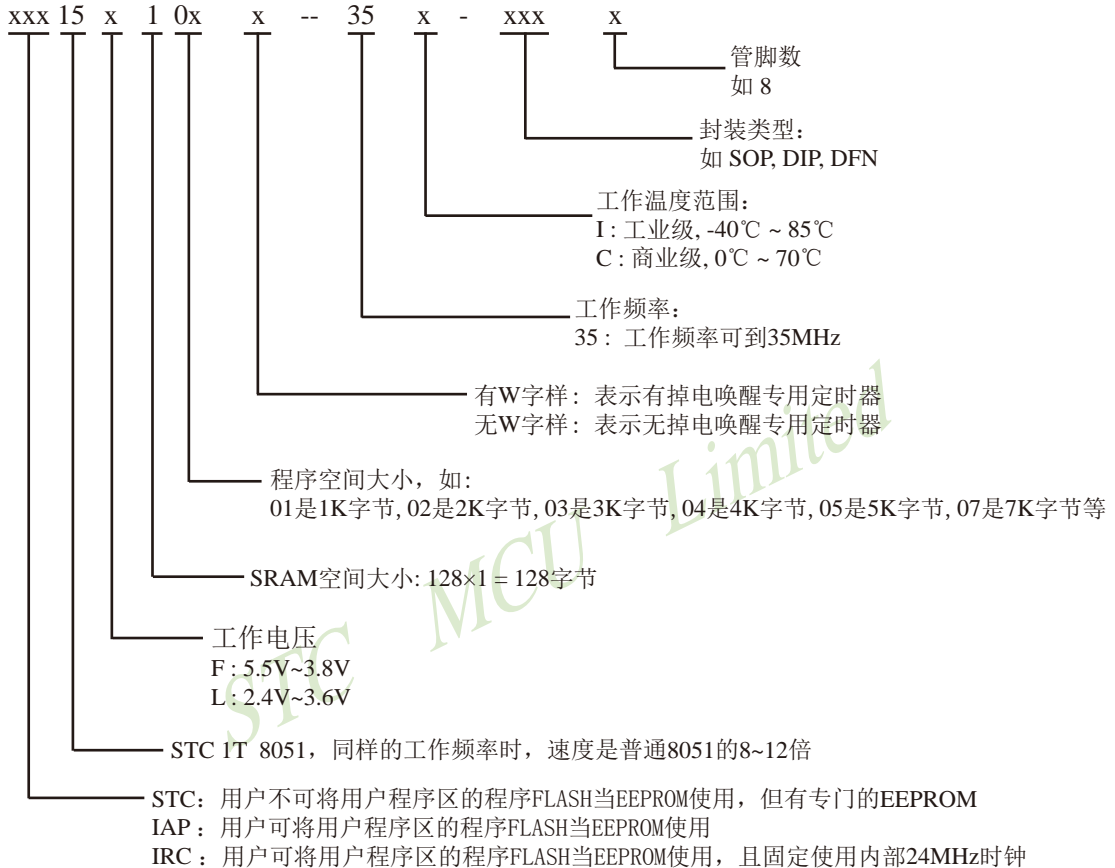 xxx 15 x 1 0x x -- 35 x - xxx x
管脚数
如 8
封装类型：
如 SOP, DIP, DFN
工作温度范围：
I : 工业级, -40℃ ~ 85℃
C : 商业级, 0℃ ~ 70℃
工作频率：
35 : 工作频率可到35MHz
有W字样： 表示有掉电唤醒专用定时器
无W字样： 表示无掉电唤醒专用定时器
程序空间大小，如:
01是1K字节, 02是2K字节, 03是3K字节, 04是4K字节, 05是5K字节, 07是7K字节等
SRAM空间大小: 128×1 = 128字节
工作电压
F : 5.5V~3.8V
L : 2.4V~3.6V
STC 1T 8051，同样的工作频率时，速度是普通8051的8~12倍
STC：用户不可将用户程序区的程序FLASH当EEPROM使用，但有专门的EEPROM
IAP：用户可将用户程序区的程序FLASH当EEPROM使用
IRC：用户可将用户程序区的程序FLASH当EEPROM使用，且固定使用内部24MHz时钟
STC MCU Limited